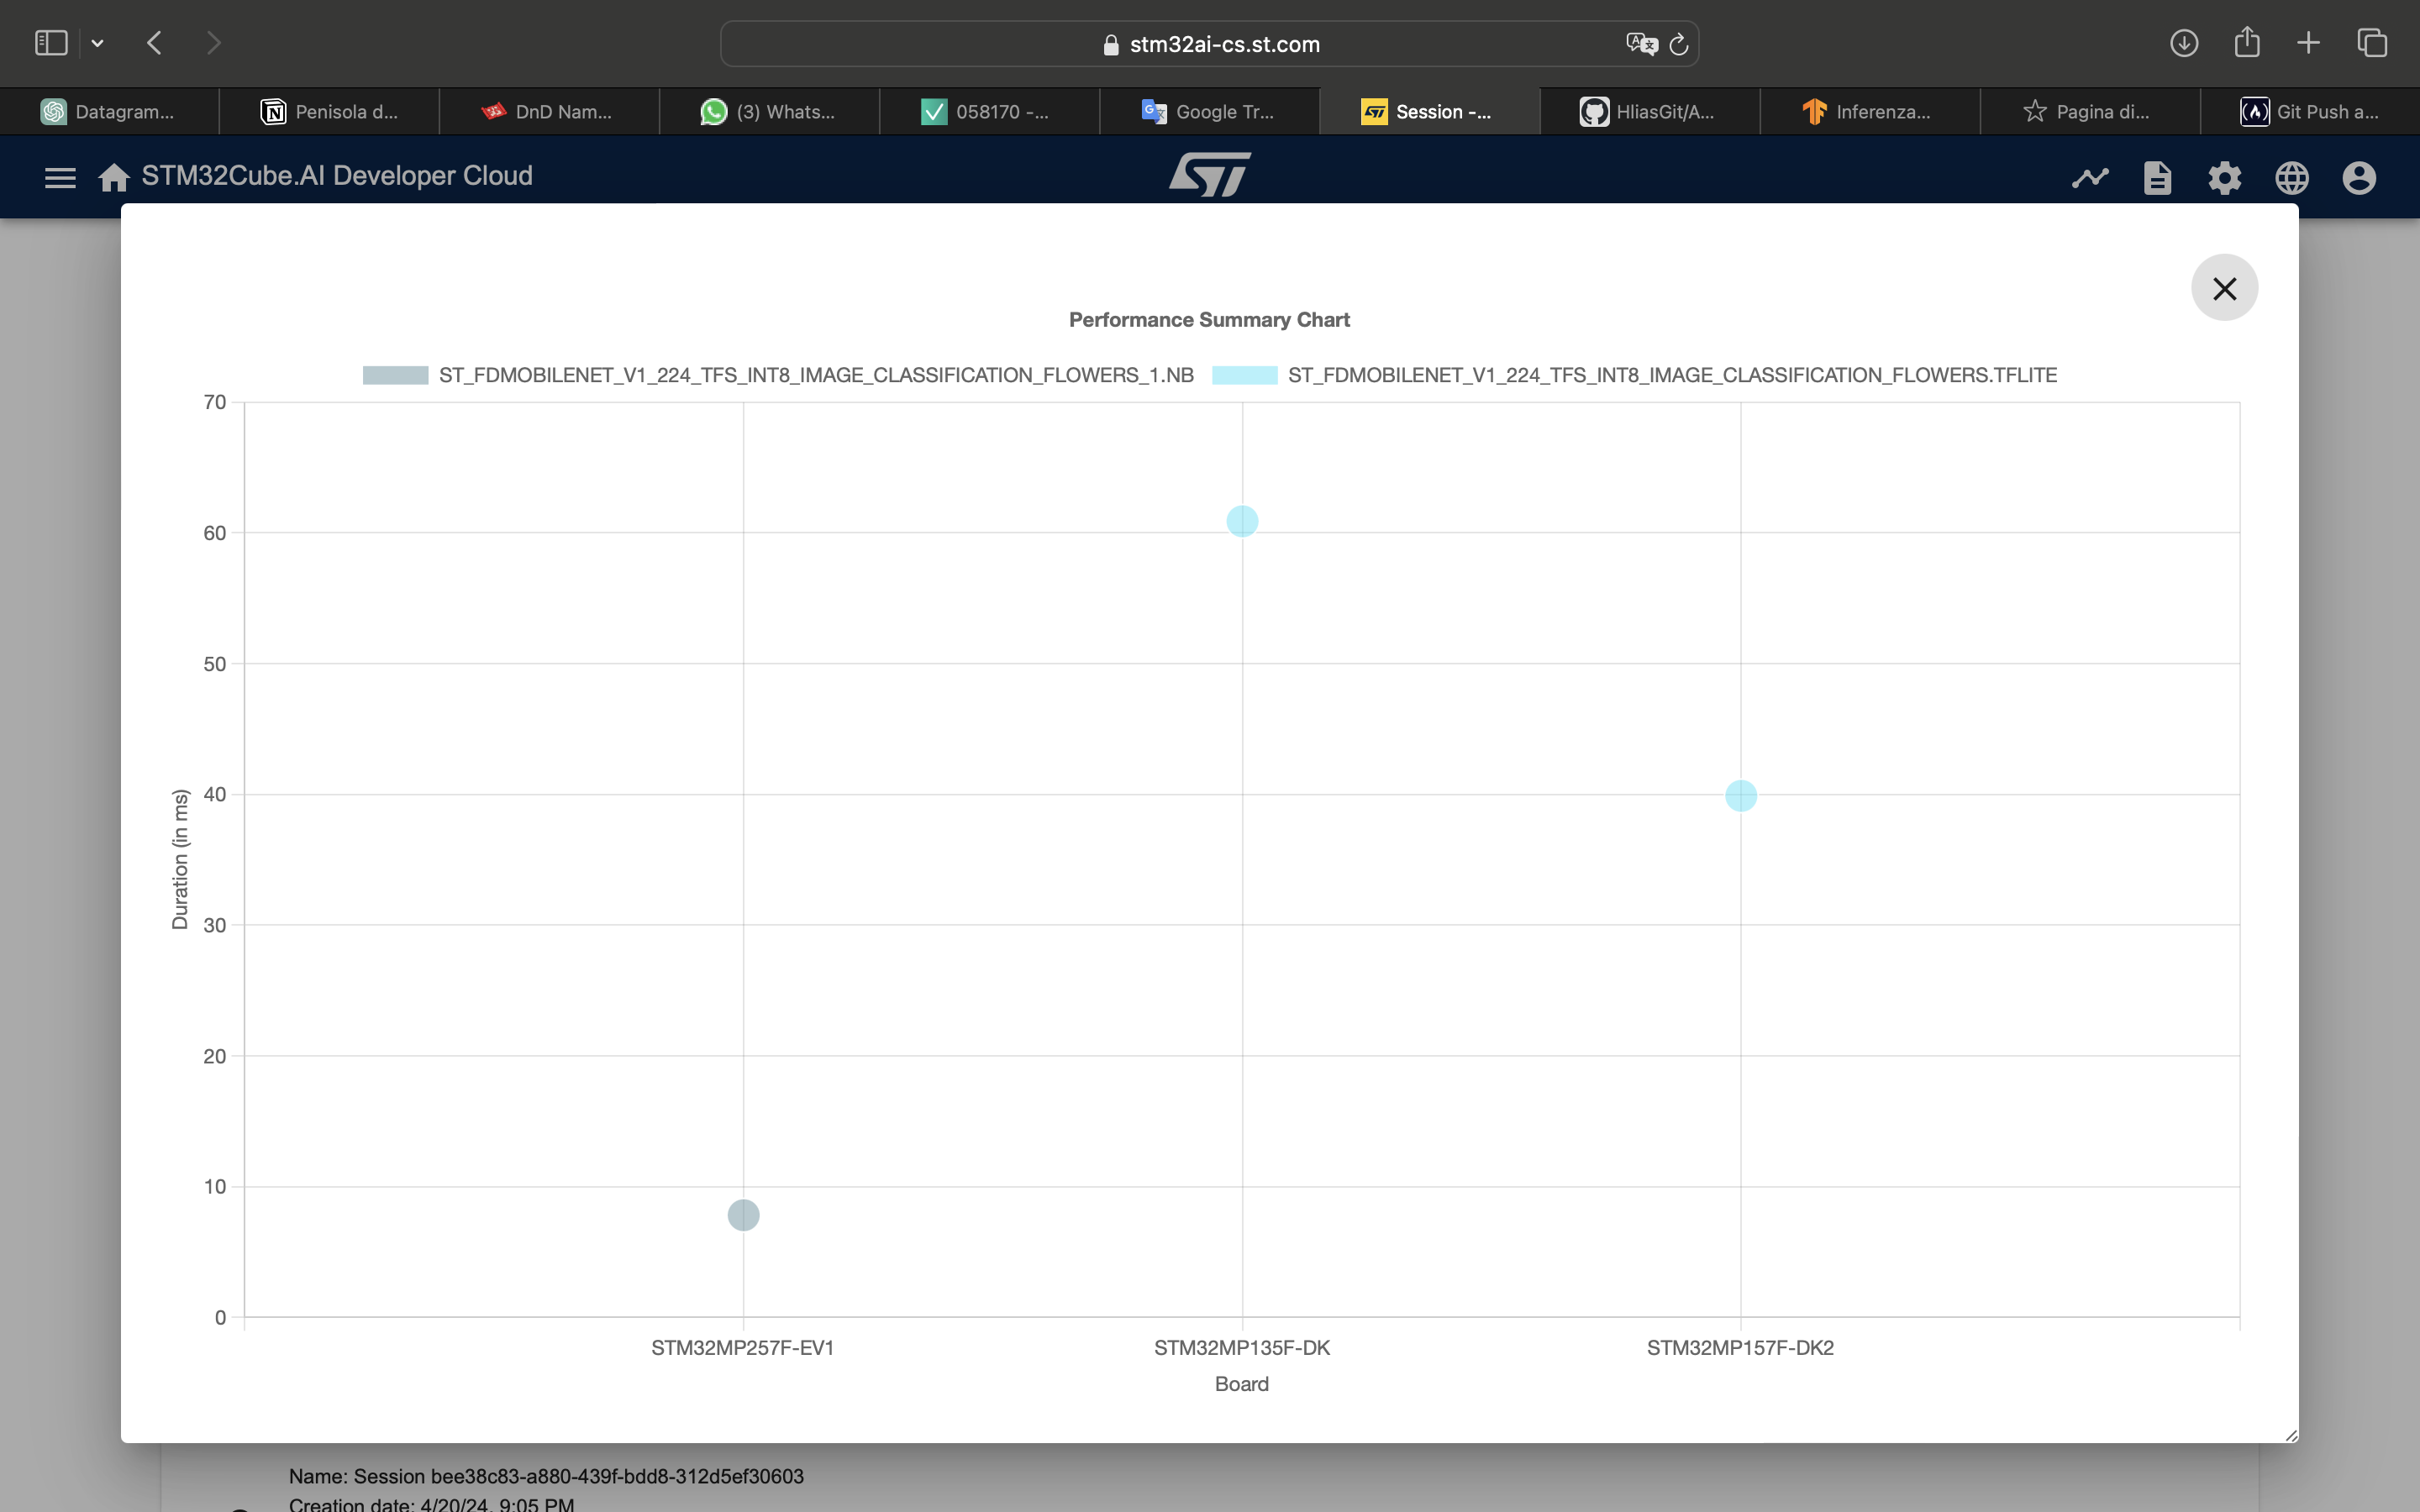 stm32ai-cs.st.com
Datagram... Penisola d... DnD Nam... (3) Whats... 058170 -... Google Tr... Session -... HliasGit/A... Inferenza... Pagina di... Git Push a...
STM32Cube.AI Developer Cloud
Performance Summary Chart
ST_FDMOBILENET_V1_224_TFS_INT8_IMAGE_CLASSIFICATION_FLOWERS_1.NB ST_FDMOBILENET_V1_224_TFS_INT8_IMAGE_CLASSIFICATION_FLOWERS.TFLITE
70
60
50
40
30
20
10
0
Duration (in ms)
STM32MP257F-EV1 STM32MP135F-DK STM32MP157F-DK2
Board
Name: Session bee38c83-a880-439f-bdd8-312d5ef30603
Creation date: 4/20/24, 9:05 PM